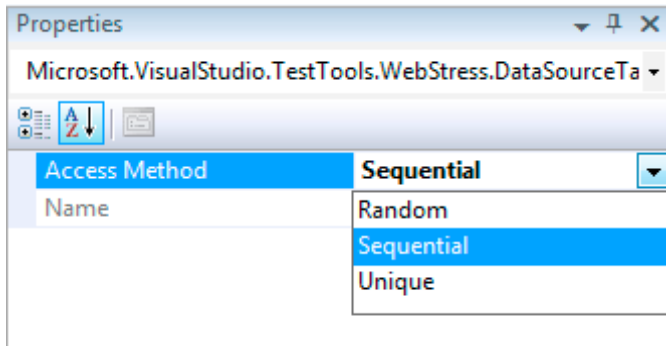 Properties
Microsoft.VisualStudio.TestTools.WebStress.DataSourceTa
Access Method Sequential
Name
Random
Sequential
Unique